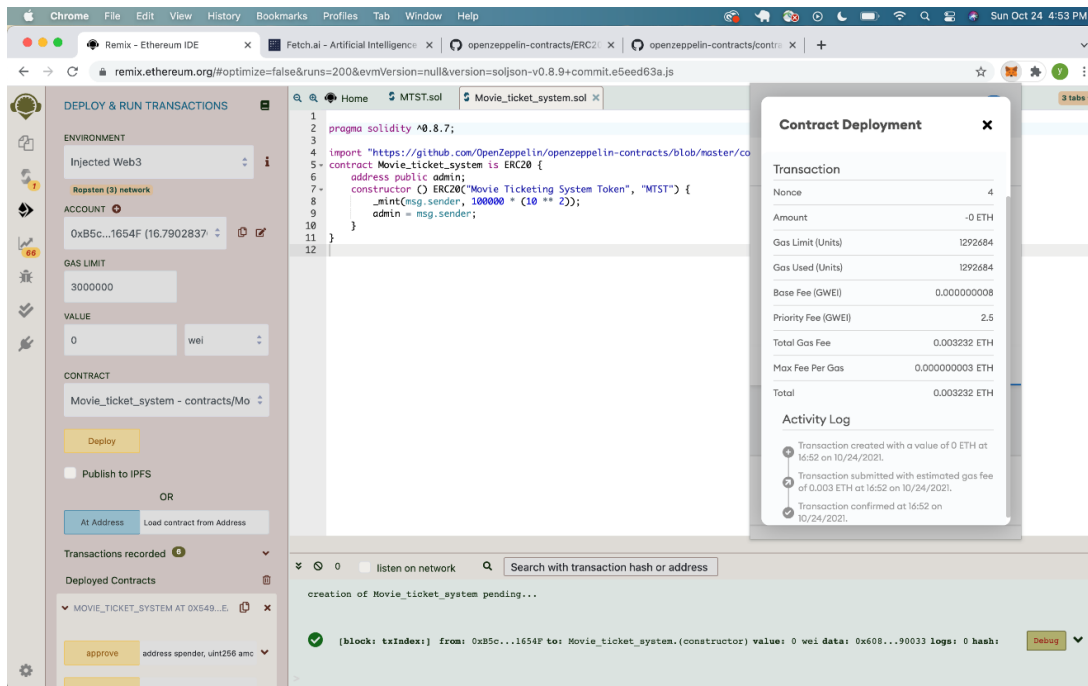 Chrome File Edit View History Bookmarks Profiles Tab Window Help Sun Oct 24 4:53 PM
Remix - Ethereum IDE × Fetch.ai - Artificial Intelligence × openzeppelin-contracts/ERC20 × openzeppelin-contracts/contra × +
remix.ethereum.org/#optimize=false&runs=200&evmVersion=null&version=soljson-v0.8.9+commit.e5eed63a.js y
DEPLOY & RUN TRANSACTIONS
ENVIRONMENT
Injected Web3 i
Ropsten (3) network
ACCOUNT
0xB5c...1654F (16.7902837
GAS LIMIT
3000000
VALUE
0 wei
CONTRACT
Movie_ticket_system - contracts/Mo
Deploy
Publish to IPFS
OR
At Address Load contract from Address
Transactions recorded 6
Deployed Contracts
MOVIE_TICKET_SYSTEM AT 0X549...E.
approve address spender, uint256 amc
1
66
Home MTST.sol Movie_ticket_system.sol × 3 tabs
1
2 pragma solidity ^0.8.7;
3
4 import "https://github.com/OpenZeppelin/openzeppelin-contracts/blob/master/co
5 contract Movie_ticket_system is ERC20 {
6 address public admin;
7 constructor () ERC20("Movie Ticketing System Token", "MTST") {
8 _mint(msg.sender, 100000 * (10 ** 2));
9 admin = msg.sender;
10 }
11 }
12
Contract Deployment ×
Transaction
Nonce 4
Amount -0 ETH
Gas Limit (Units) 1292684
Gas Used (Units) 1292684
Base Fee (GWEI) 0.000000008
Priority Fee (GWEI) 2.5
Total Gas Fee 0.003232 ETH
Max Fee Per Gas 0.000000003 ETH
Total 0.003232 ETH
Activity Log
Transaction created with a value of 0 ETH at
16:52 on 10/24/2021.
Transaction submitted with estimated gas fee
of 0.003 ETH at 16:52 on 10/24/2021.
Transaction confirmed at 16:52 on
10/24/2021.
0 listen on network Search with transaction hash or address
creation of Movie_ticket_system pending...
[block: txIndex:] from: 0xB5c...1654F to: Movie_ticket_system.(constructor) value: 0 wei data: 0x608...90033 logs: 0 hash: Debug
>